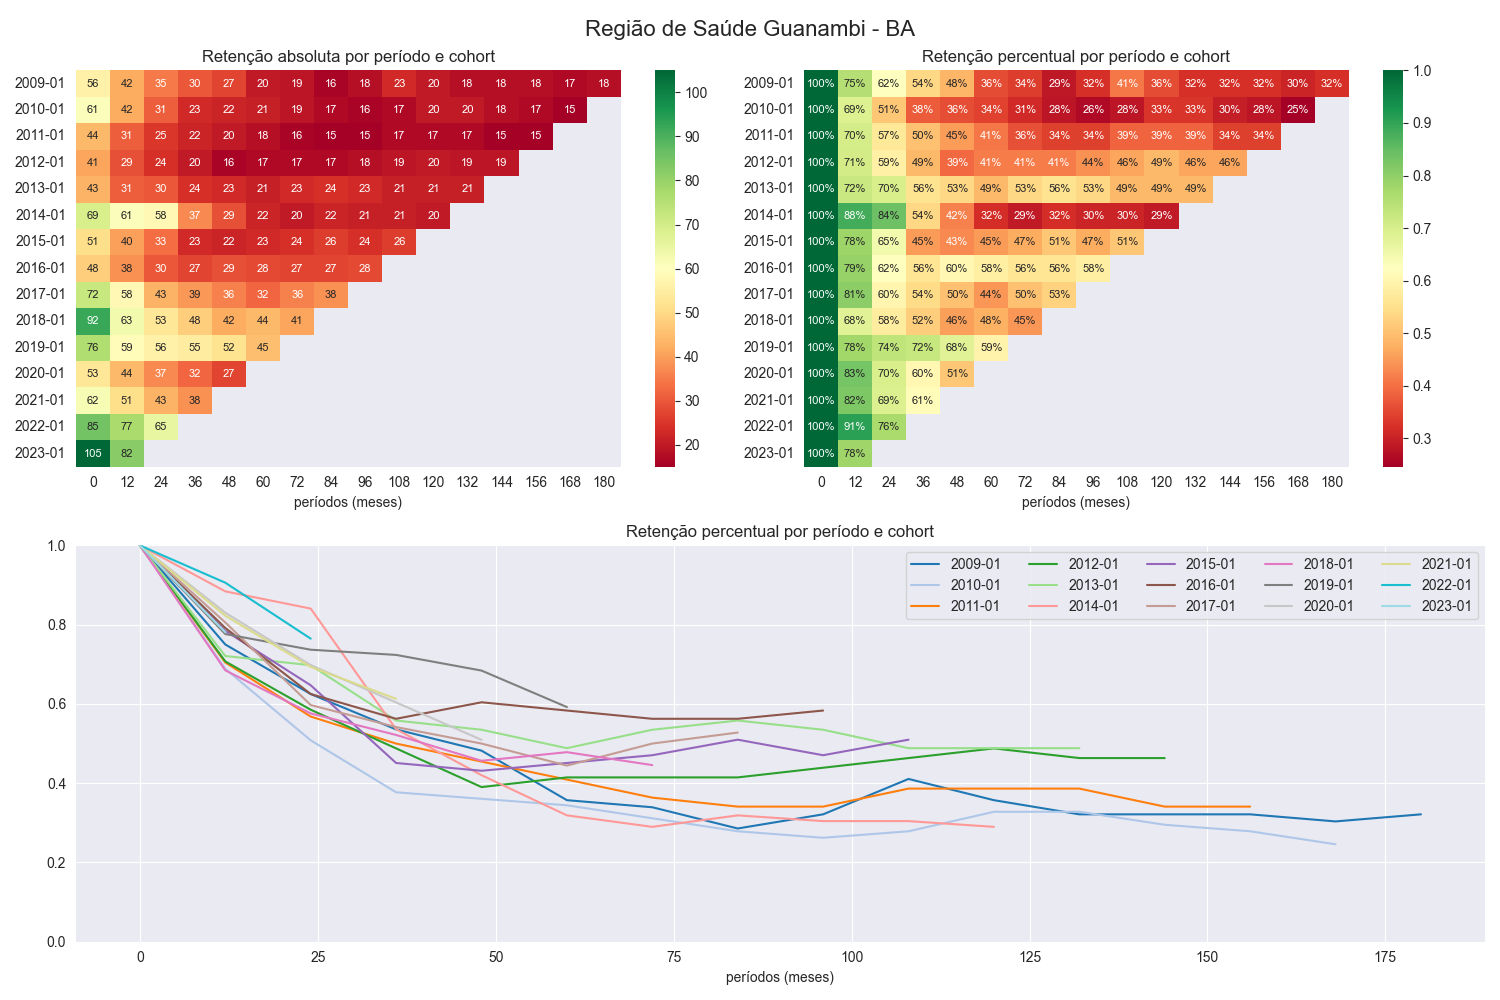 Região de Saúde Guanambi - BA
Retenção absoluta por período e cohort
2009-01 56 42 35 30 27 20 19 16 18 23 20 18 18 18 17 18
2010-01 61 42 31 23 22 21 19 17 16 17 20 20 18 17 15
2011-01 44 31 25 22 20 18 16 15 15 17 17 17 15 15
2012-01 41 29 24 20 16 17 17 17 18 19 20 19 19
2013-01 43 31 30 24 23 21 23 24 23 21 21 21
2014-01 69 61 58 37 29 22 20 22 21 21 20
2015-01 51 40 33 23 22 23 24 26 24 26
2016-01 48 38 30 27 29 28 27 27 28
2017-01 72 58 43 39 36 32 36 38
2018-01 92 63 53 48 42 44 41
2019-01 76 59 56 55 52 45
2020-01 53 44 37 32 27
2021-01 62 51 43 38
2022-01 85 77 65
2023-01 105 82
0 12 24 36 48 60 72 84 96 108 120 132 144 156 168 180
períodos (meses)
100
90
80
70
60
50
40
30
20
Retenção percentual por período e cohort
2009-01 100% 75% 62% 54% 48% 36% 34% 29% 32% 41% 36% 32% 32% 32% 30% 32%
2010-01 100% 69% 51% 38% 36% 34% 31% 28% 26% 28% 33% 33% 30% 28% 25%
2011-01 100% 70% 57% 50% 45% 41% 36% 34% 34% 39% 39% 39% 34% 34%
2012-01 100% 71% 59% 49% 39% 41% 41% 41% 44% 46% 49% 46% 46%
2013-01 100% 72% 70% 56% 53% 49% 53% 56% 53% 49% 49% 49%
2014-01 100% 88% 84% 54% 42% 32% 29% 32% 30% 30% 29%
2015-01 100% 78% 65% 45% 43% 45% 47% 51% 47% 51%
2016-01 100% 79% 62% 56% 60% 58% 56% 56% 58%
2017-01 100% 81% 60% 54% 50% 44% 50% 53%
2018-01 100% 68% 58% 52% 46% 48% 45%
2019-01 100% 78% 74% 72% 68% 59%
2020-01 100% 83% 70% 60% 51%
2021-01 100% 82% 69% 61%
2022-01 100% 91% 76%
2023-01 100% 78%
0 12 24 36 48 60 72 84 96 108 120 132 144 156 168 180
períodos (meses)
1.0
0.9
0.8
0.7
0.6
0.5
0.4
0.3
Retenção percentual por período e cohort
1.0
0.8
0.6
0.4
0.2
0.0
2009-01 2012-01 2015-01 2018-01 2021-01
2010-01 2013-01 2016-01 2019-01 2022-01
2011-01 2014-01 2017-01 2020-01 2023-01
0 25 50 75 100 125 150 175
períodos (meses)